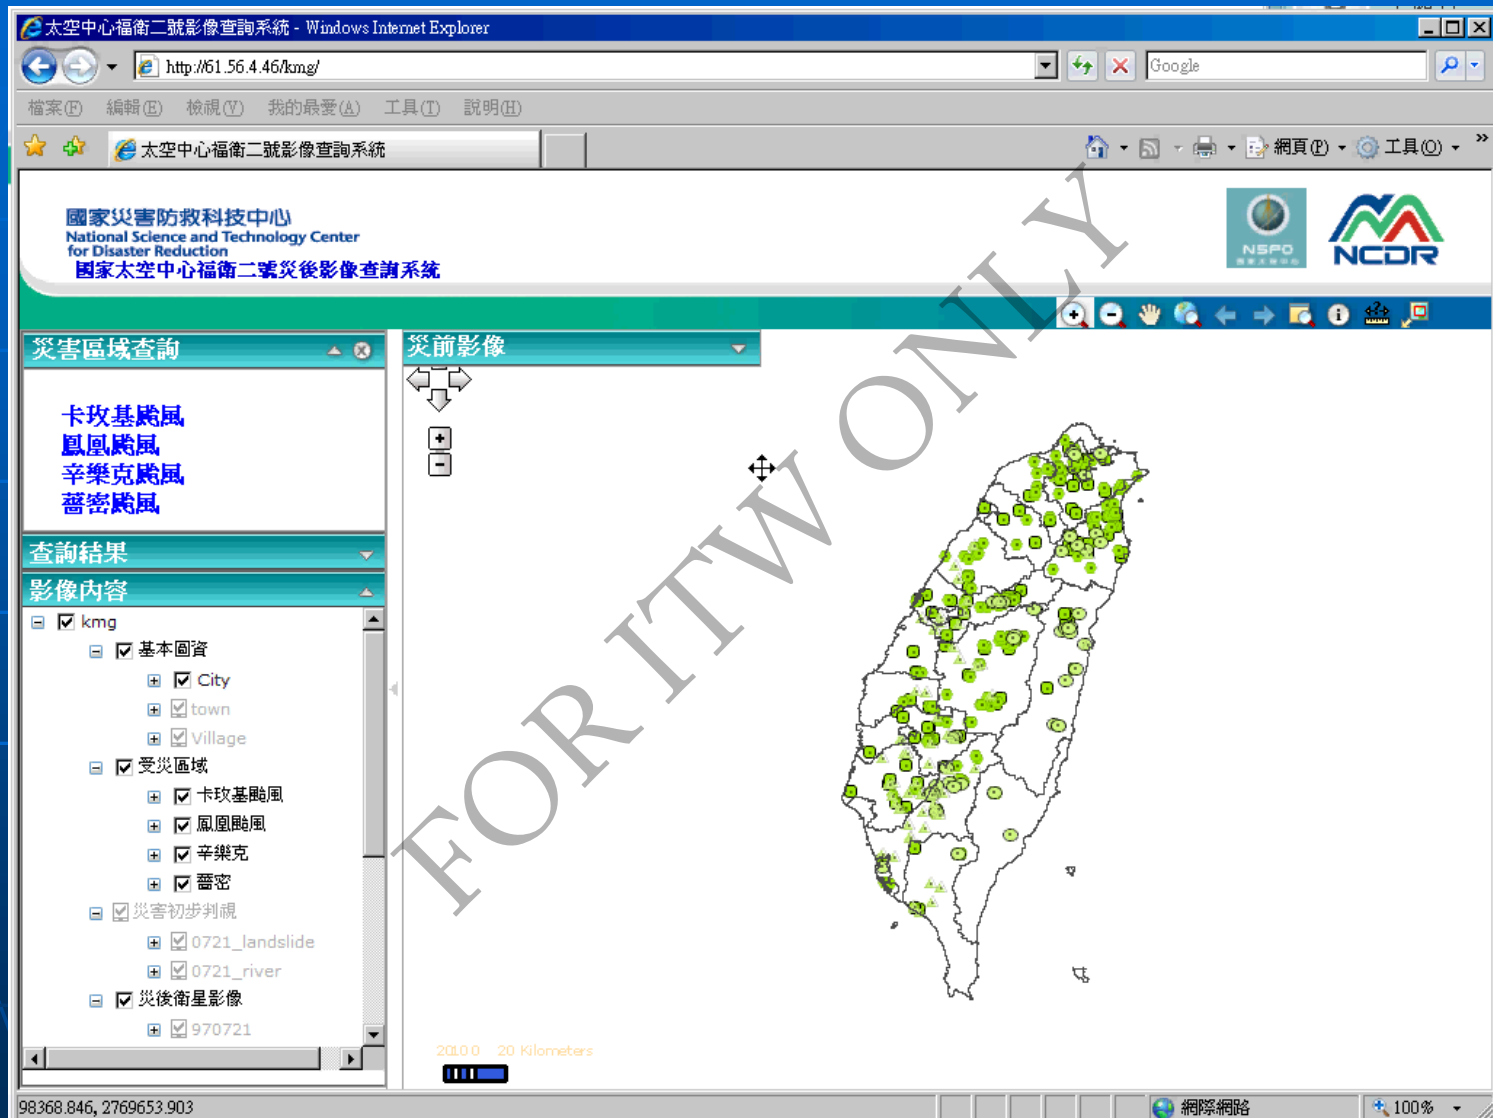 太空中心福衛二號影像查詢系統 - Windows Internet Explorer
http://61.56.4.46/kmg/
Google
檔案(F) 編輯(E) 檢視(V) 我的最愛(A) 工具(T) 說明(H)
太空中心福衛二號影像查詢系統
網頁(P) 工具(O) »
國家災害防救科技中心
National Science and Technology Center
for Disaster Reduction
國家太空中心福衛二號災後影像查詢系統
NSPO
NCDR
災害區域查詢
災前影像
卡玫基颱風
鳳凰颱風
辛樂克颱風
薔密颱風
查詢結果
影像內容
kmg
基本圖資
City
town
Village
受災區域
卡玫基颱風
鳳凰颱風
辛樂克
薔密
災害初步判視
0721_landslide
0721_river
災後衛星影像
970721
2010 0 20 Kilometers
98368.846, 2769653.903
網際網路
100%
FOR ITW ONLY